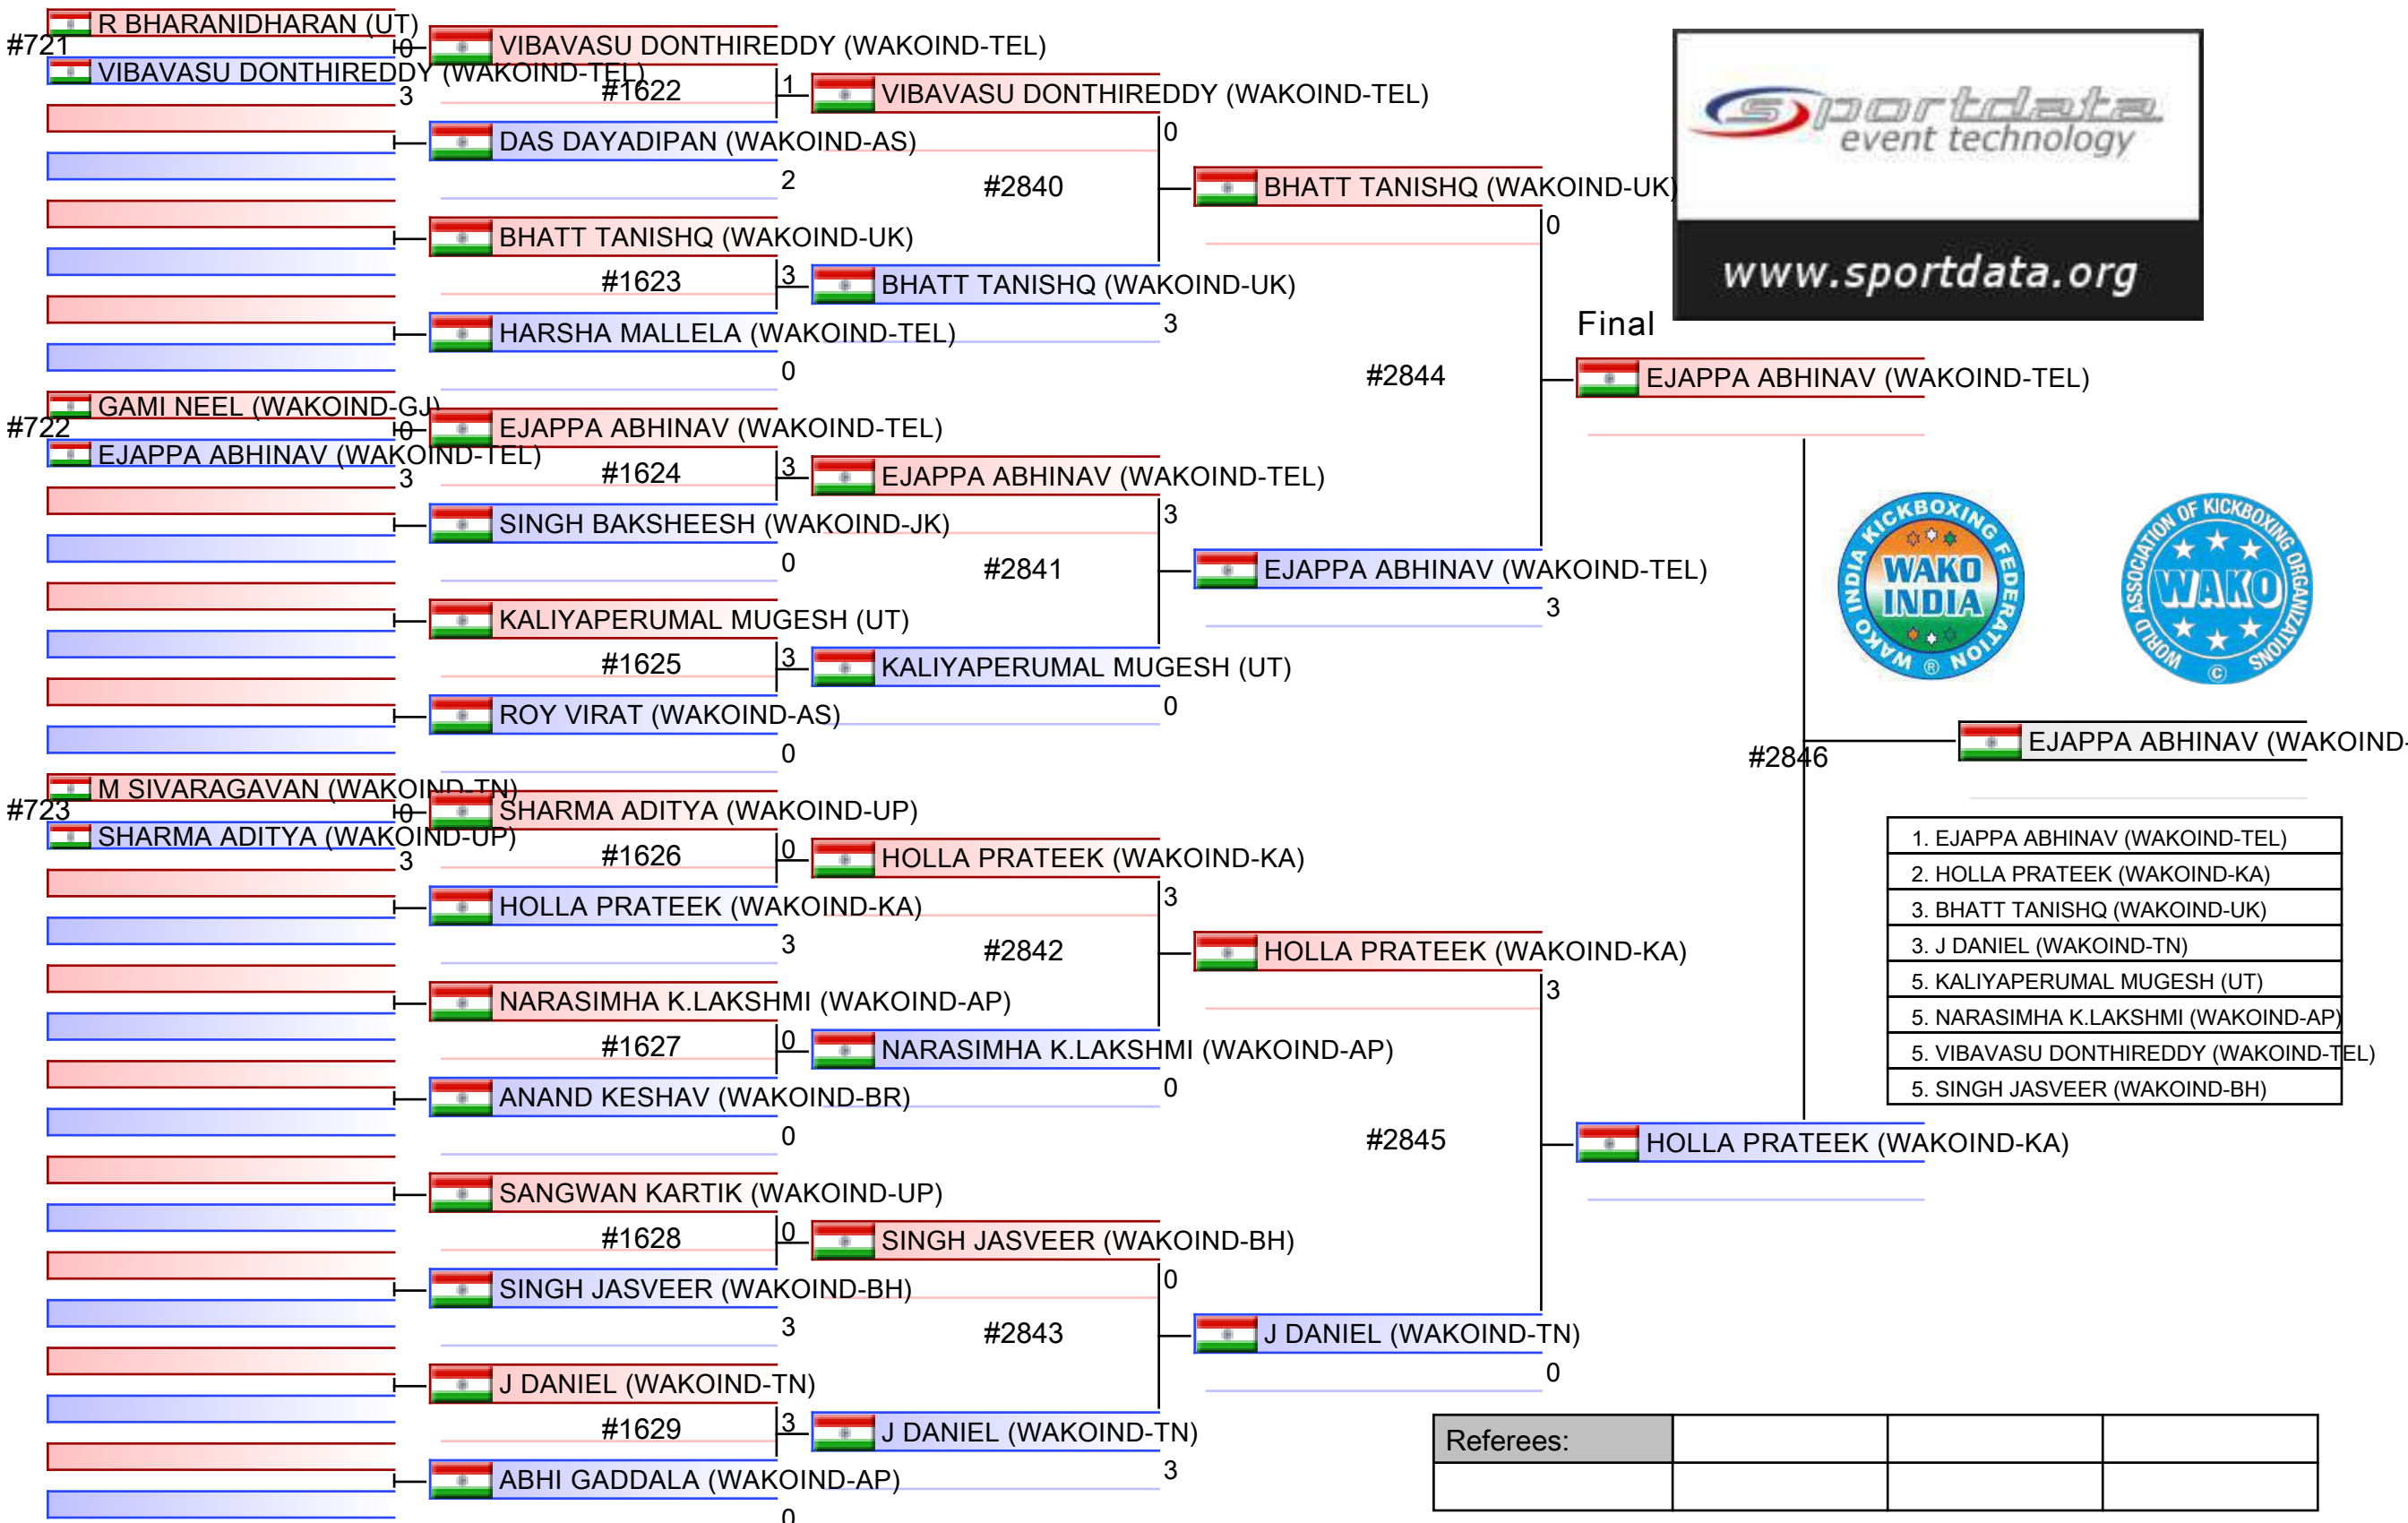 R BHARANIDHARAN (UT)
#721
0
VIBAVASU DONTHIREDDY (WAKOIND-TEL)
3
GAMI NEEL (WAKOIND-GJ)
#722
0
EJAPPA ABHINAV (WAKOIND-TEL)
3
M SIVARAGAVAN (WAKOIND-TN)
#723
0
SHARMA ADITYA (WAKOIND-UP)
3
VIBAVASU DONTHIREDDY (WAKOIND-TEL)
#1622
1
DAS DAYADIPAN (WAKOIND-AS)
2
BHATT TANISHQ (WAKOIND-UK)
#1623
3
HARSHA MALLELA (WAKOIND-TEL)
0
EJAPPA ABHINAV (WAKOIND-TEL)
#1624
3
SINGH BAKSHEESH (WAKOIND-JK)
0
KALIYAPERUMAL MUGESH (UT)
#1625
3
ROY VIRAT (WAKOIND-AS)
0
SHARMA ADITYA (WAKOIND-UP)
#1626
0
HOLLA PRATEEK (WAKOIND-KA)
3
NARASIMHA K.LAKSHMI (WAKOIND-AP)
#1627
0
ANAND KESHAV (WAKOIND-BR)
0
SANGWAN KARTIK (WAKOIND-UP)
#1628
0
SINGH JASVEER (WAKOIND-BH)
3
J DANIEL (WAKOIND-TN)
#1629
3
ABHI GADDALA (WAKOIND-AP)
0
VIBAVASU DONTHIREDDY (WAKOIND-TEL)
0
#2840
BHATT TANISHQ (WAKOIND-UK)
3
EJAPPA ABHINAV (WAKOIND-TEL)
3
#2841
KALIYAPERUMAL MUGESH (UT)
0
HOLLA PRATEEK (WAKOIND-KA)
3
#2842
NARASIMHA K.LAKSHMI (WAKOIND-AP)
0
SINGH JASVEER (WAKOIND-BH)
0
#2843
J DANIEL (WAKOIND-TN)
3
BHATT TANISHQ (WAKOIND-UK)
0
#2844
EJAPPA ABHINAV (WAKOIND-TEL)
3
HOLLA PRATEEK (WAKOIND-KA)
3
#2845
J DANIEL (WAKOIND-TN)
0
sportdata
event technology
www.sportdata.org
Final
EJAPPA ABHINAV (WAKOIND-TEL)
WAKO INDIA KICKBOXING FEDERATION
WAKO
INDIA
®
WORLD ASSOCIATION OF KICKBOXING ORGANIZATIONS
WAKO
©
#2846
EJAPPA ABHINAV (WAKOIND-
HOLLA PRATEEK (WAKOIND-KA)
1. EJAPPA ABHINAV (WAKOIND-TEL)
2. HOLLA PRATEEK (WAKOIND-KA)
3. BHATT TANISHQ (WAKOIND-UK)
3. J DANIEL (WAKOIND-TN)
5. KALIYAPERUMAL MUGESH (UT)
5. NARASIMHA K.LAKSHMI (WAKOIND-AP)
5. VIBAVASU DONTHIREDDY (WAKOIND-TEL)
5. SINGH JASVEER (WAKOIND-BH)
Referees: